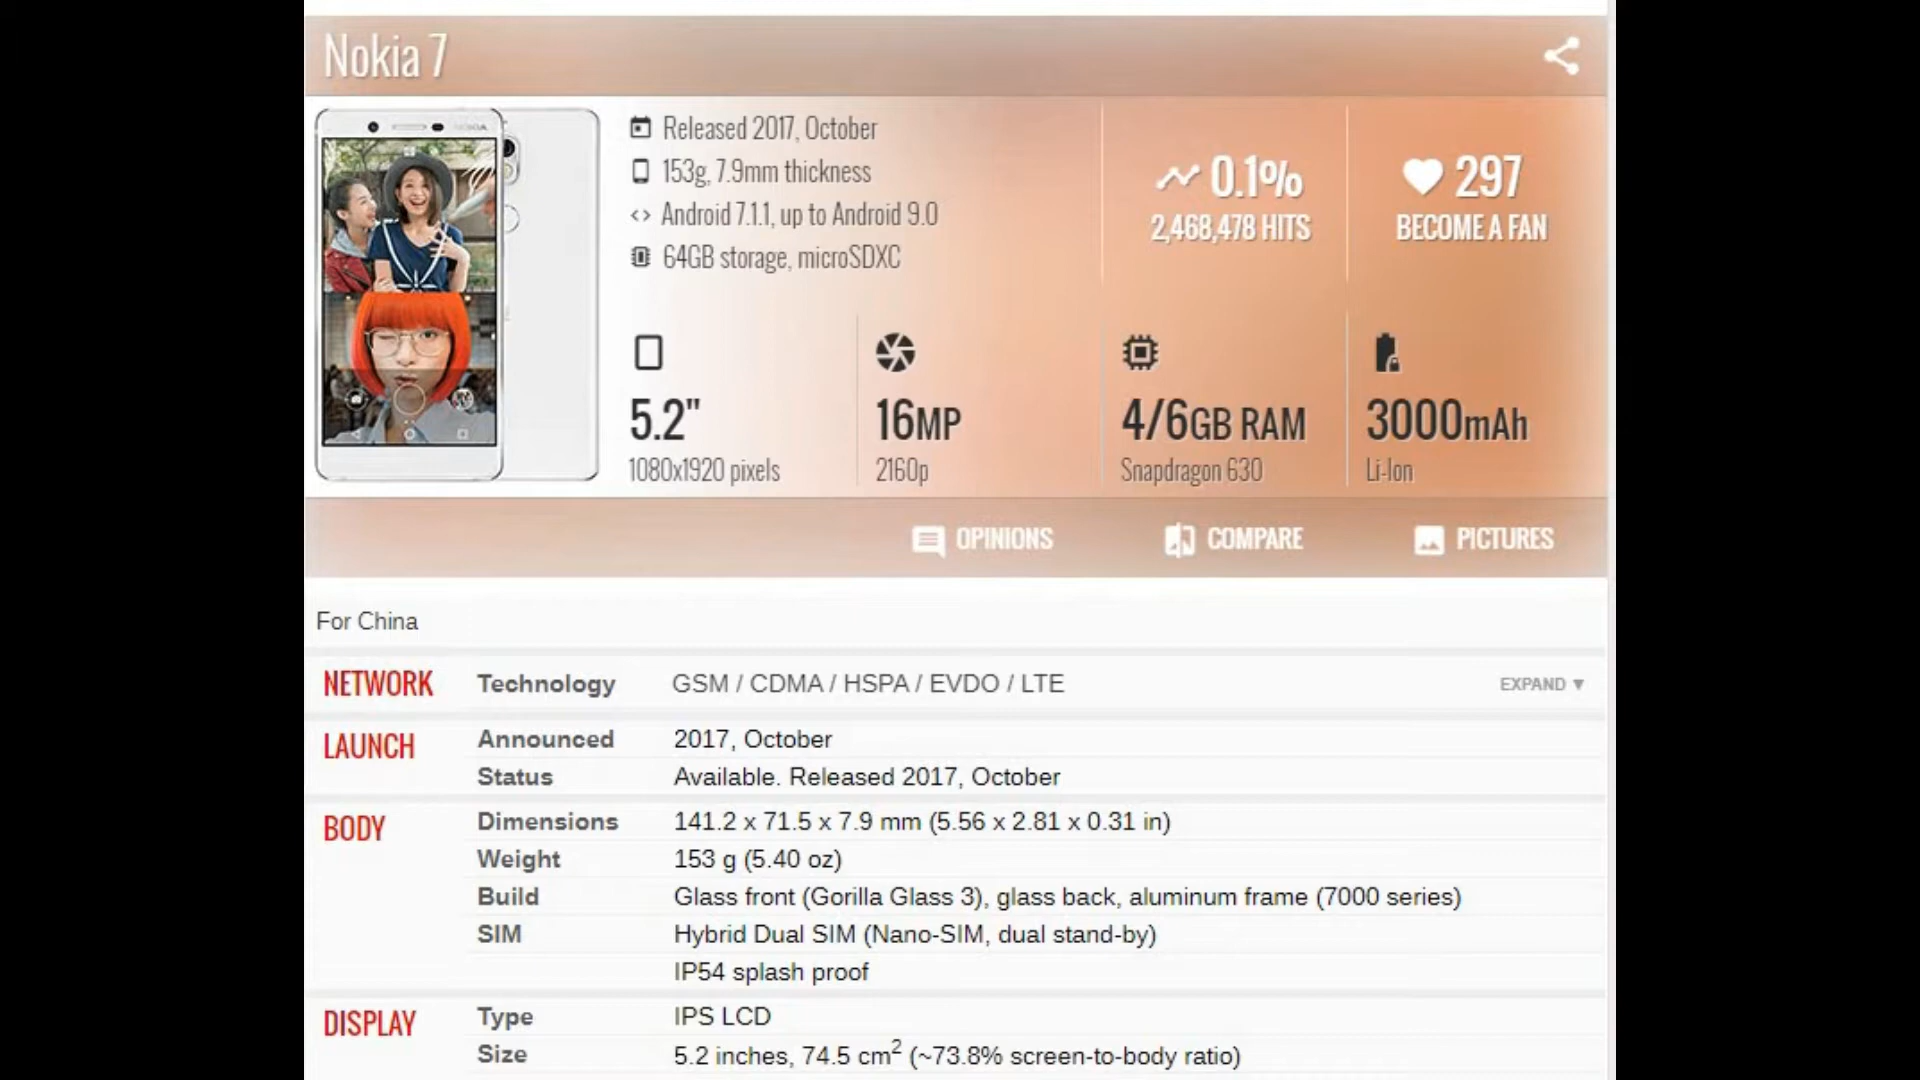 Nokia 7
NOKIA
Released 2017, October
153g, 7.9mm thickness
Android 7.1.1, up to Android 9.0
64GB storage, microSDXC
0.1%
2,468,478 HITS
297
BECOME A FAN
5.2"
1080x1920 pixels
16MP
2160p
4/6GB RAM
Snapdragon 630
3000mAh
Li-Ion
OPINIONS
COMPARE
PICTURES
For China
NETWORK Technology GSM / CDMA / HSPA / EVDO / LTE EXPAND ▼
LAUNCH Announced 2017, October
Status Available. Released 2017, October
BODY Dimensions 141.2 x 71.5 x 7.9 mm (5.56 x 2.81 x 0.31 in)
Weight 153 g (5.40 oz)
Build Glass front (Gorilla Glass 3), glass back, aluminum frame (7000 series)
SIM Hybrid Dual SIM (Nano-SIM, dual stand-by)
IP54 splash proof
DISPLAY Type IPS LCD
Size 5.2 inches, 74.5 cm² (~73.8% screen-to-body ratio)